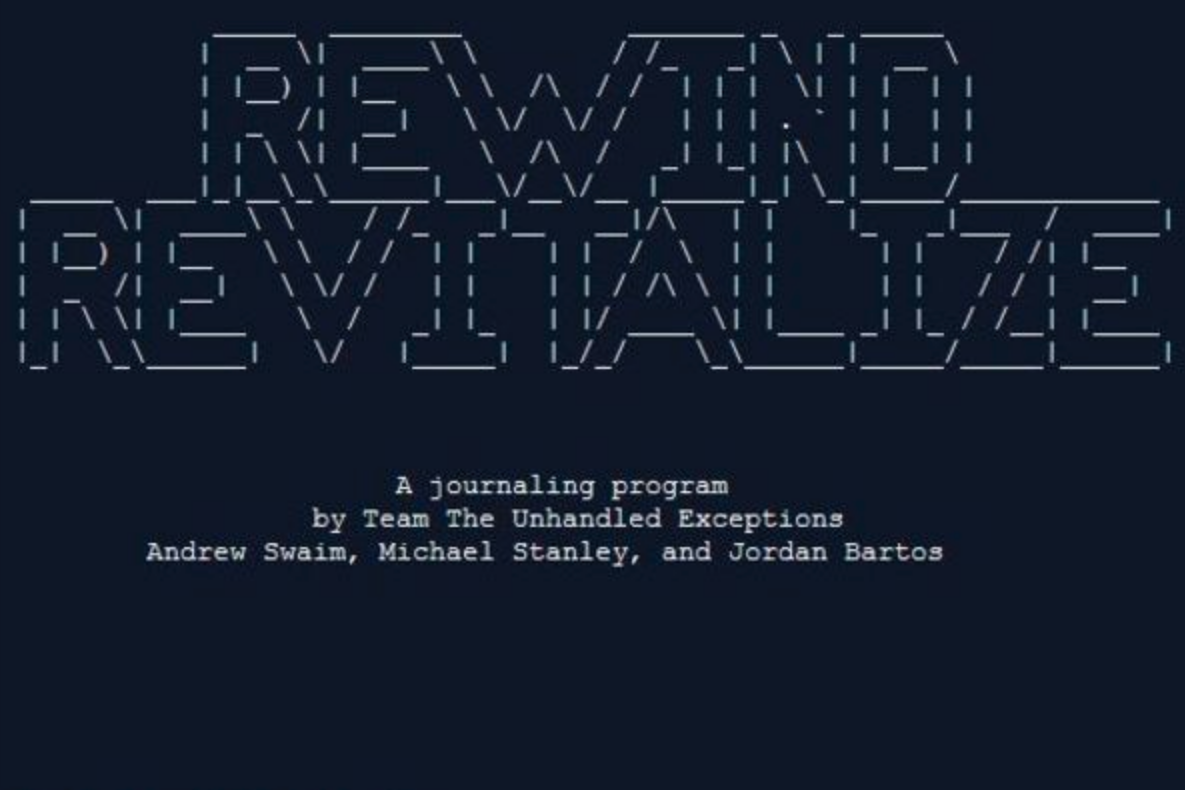 REWIND
REVITALIZE
A journaling program
by Team The Unhandled Exceptions
Andrew Swaim, Michael Stanley, and Jordan Bartos